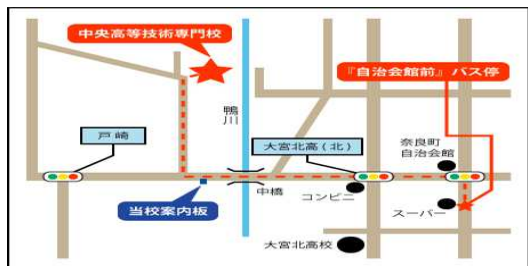 中央高等技術専門校
『自治会館前』バス停
鴨川
戸崎
大宮北高(北)
奈良町
自治会館
中橋
コンビニ
当校案内板
スーパー
大宮北高校